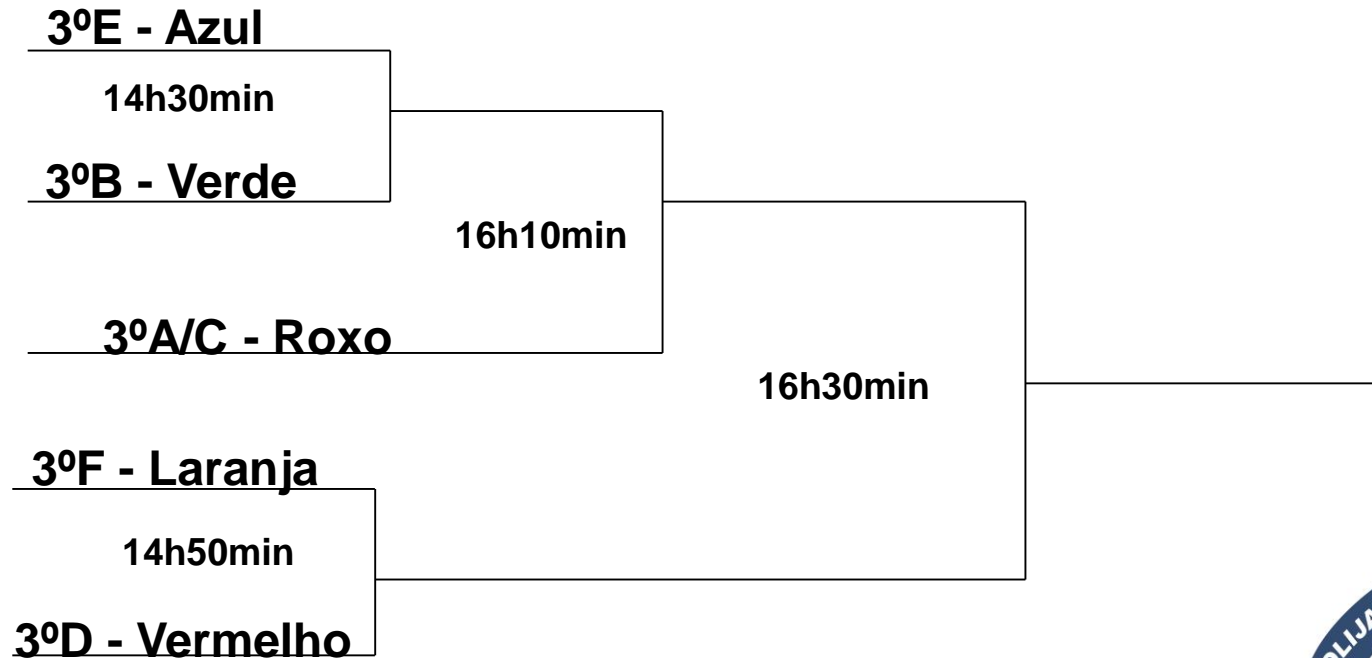 3ºE - Azul
14h30min
3ºB - Verde
16h10min
3ºA/C - Roxo
16h30min
3ºF - Laranja
14h50min
3ºD - Vermelho